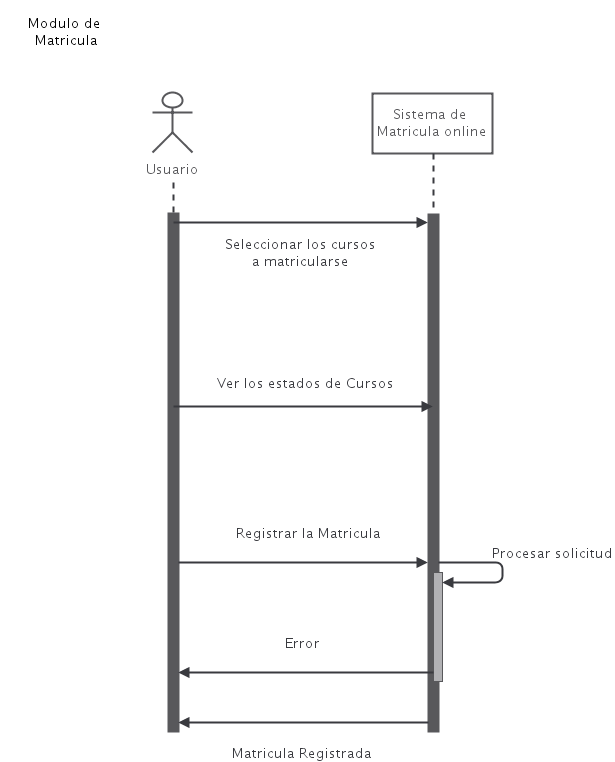 Modulo de
Matricula
Sistema de
Matricula online
Usuario
Seleccionar los cursos
a matricularse
Ver los estados de Cursos
Registrar la Matricula
Procesar solicitud
Error
Matricula Registrada